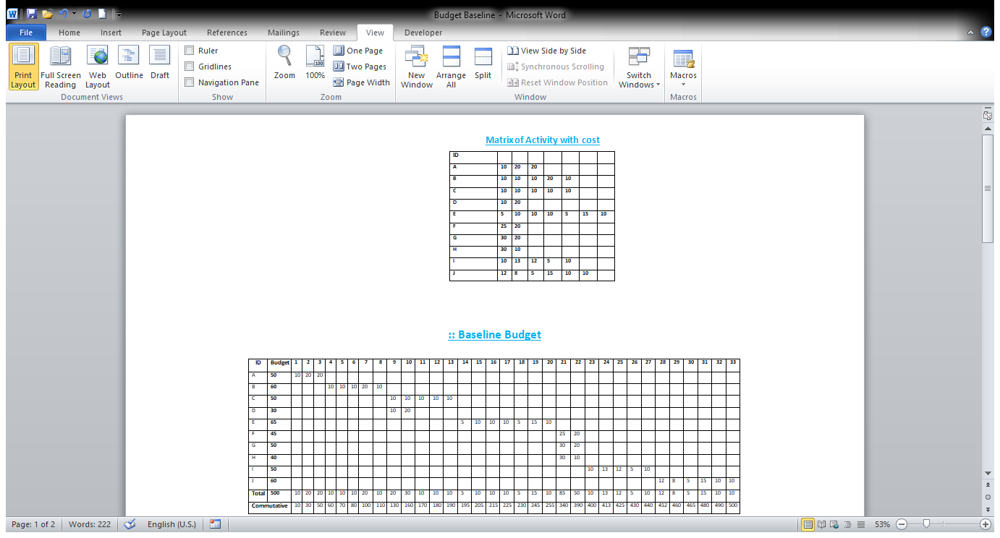 Budget Baseline - Microsoft Word
File Home Insert Page Layout References Mailings Review View Developer
Print Layout
Full Screen Reading
Web Layout
Outline
Draft
Document Views
Ruler
Gridlines
Navigation Pane
Show
Zoom
100%
One Page
Two Pages
Page Width
Zoom
New Window
Arrange All
Split
View Side by Side
Synchronous Scrolling
Reset Window Position
Window
Switch Windows
Macros
Macros
Matrix of Activity with cost
ID
A 10 20 20
B 10 10 10 20 10
C 10 10 10 10 10
D 10 20
E 5 10 10 10 5 15 10
F 25 20
G 30 20
H 30 10
I 10 13 12 5 10
J 12 8 5 15 10 10
:: Baseline Budget
ID Budget 1 2 3 4 5 6 7 8 9 10 11 12 13 14 15 16 17 18 19 20 21 22 23 24 25 26 27 28 29 30 31 32 33
A 50 10 20 20
B 60 10 10 10 20 10
C 50 10 10 10 10 10
D 30 10 20
E 65 5 10 10 10 5 15 10
F 45 25 20
G 50 30 20
H 40 30 10
I 50 10 13 12 5 10
J 60 12 8 5 15 10 10
Total 500 10 20 20 10 10 10 20 10 20 30 10 10 10 5 10 10 10 5 15 10 85 50 10 13 12 5 10 12 8 5 15 10 10
Commutative 10 30 50 60 70 80 100 110 130 160 170 180 190 195 205 215 225 230 245 255 340 390 400 413 425 430 440 452 460 465 480 490 500
Page: 1 of 2 Words: 222 English (U.S.) 53%